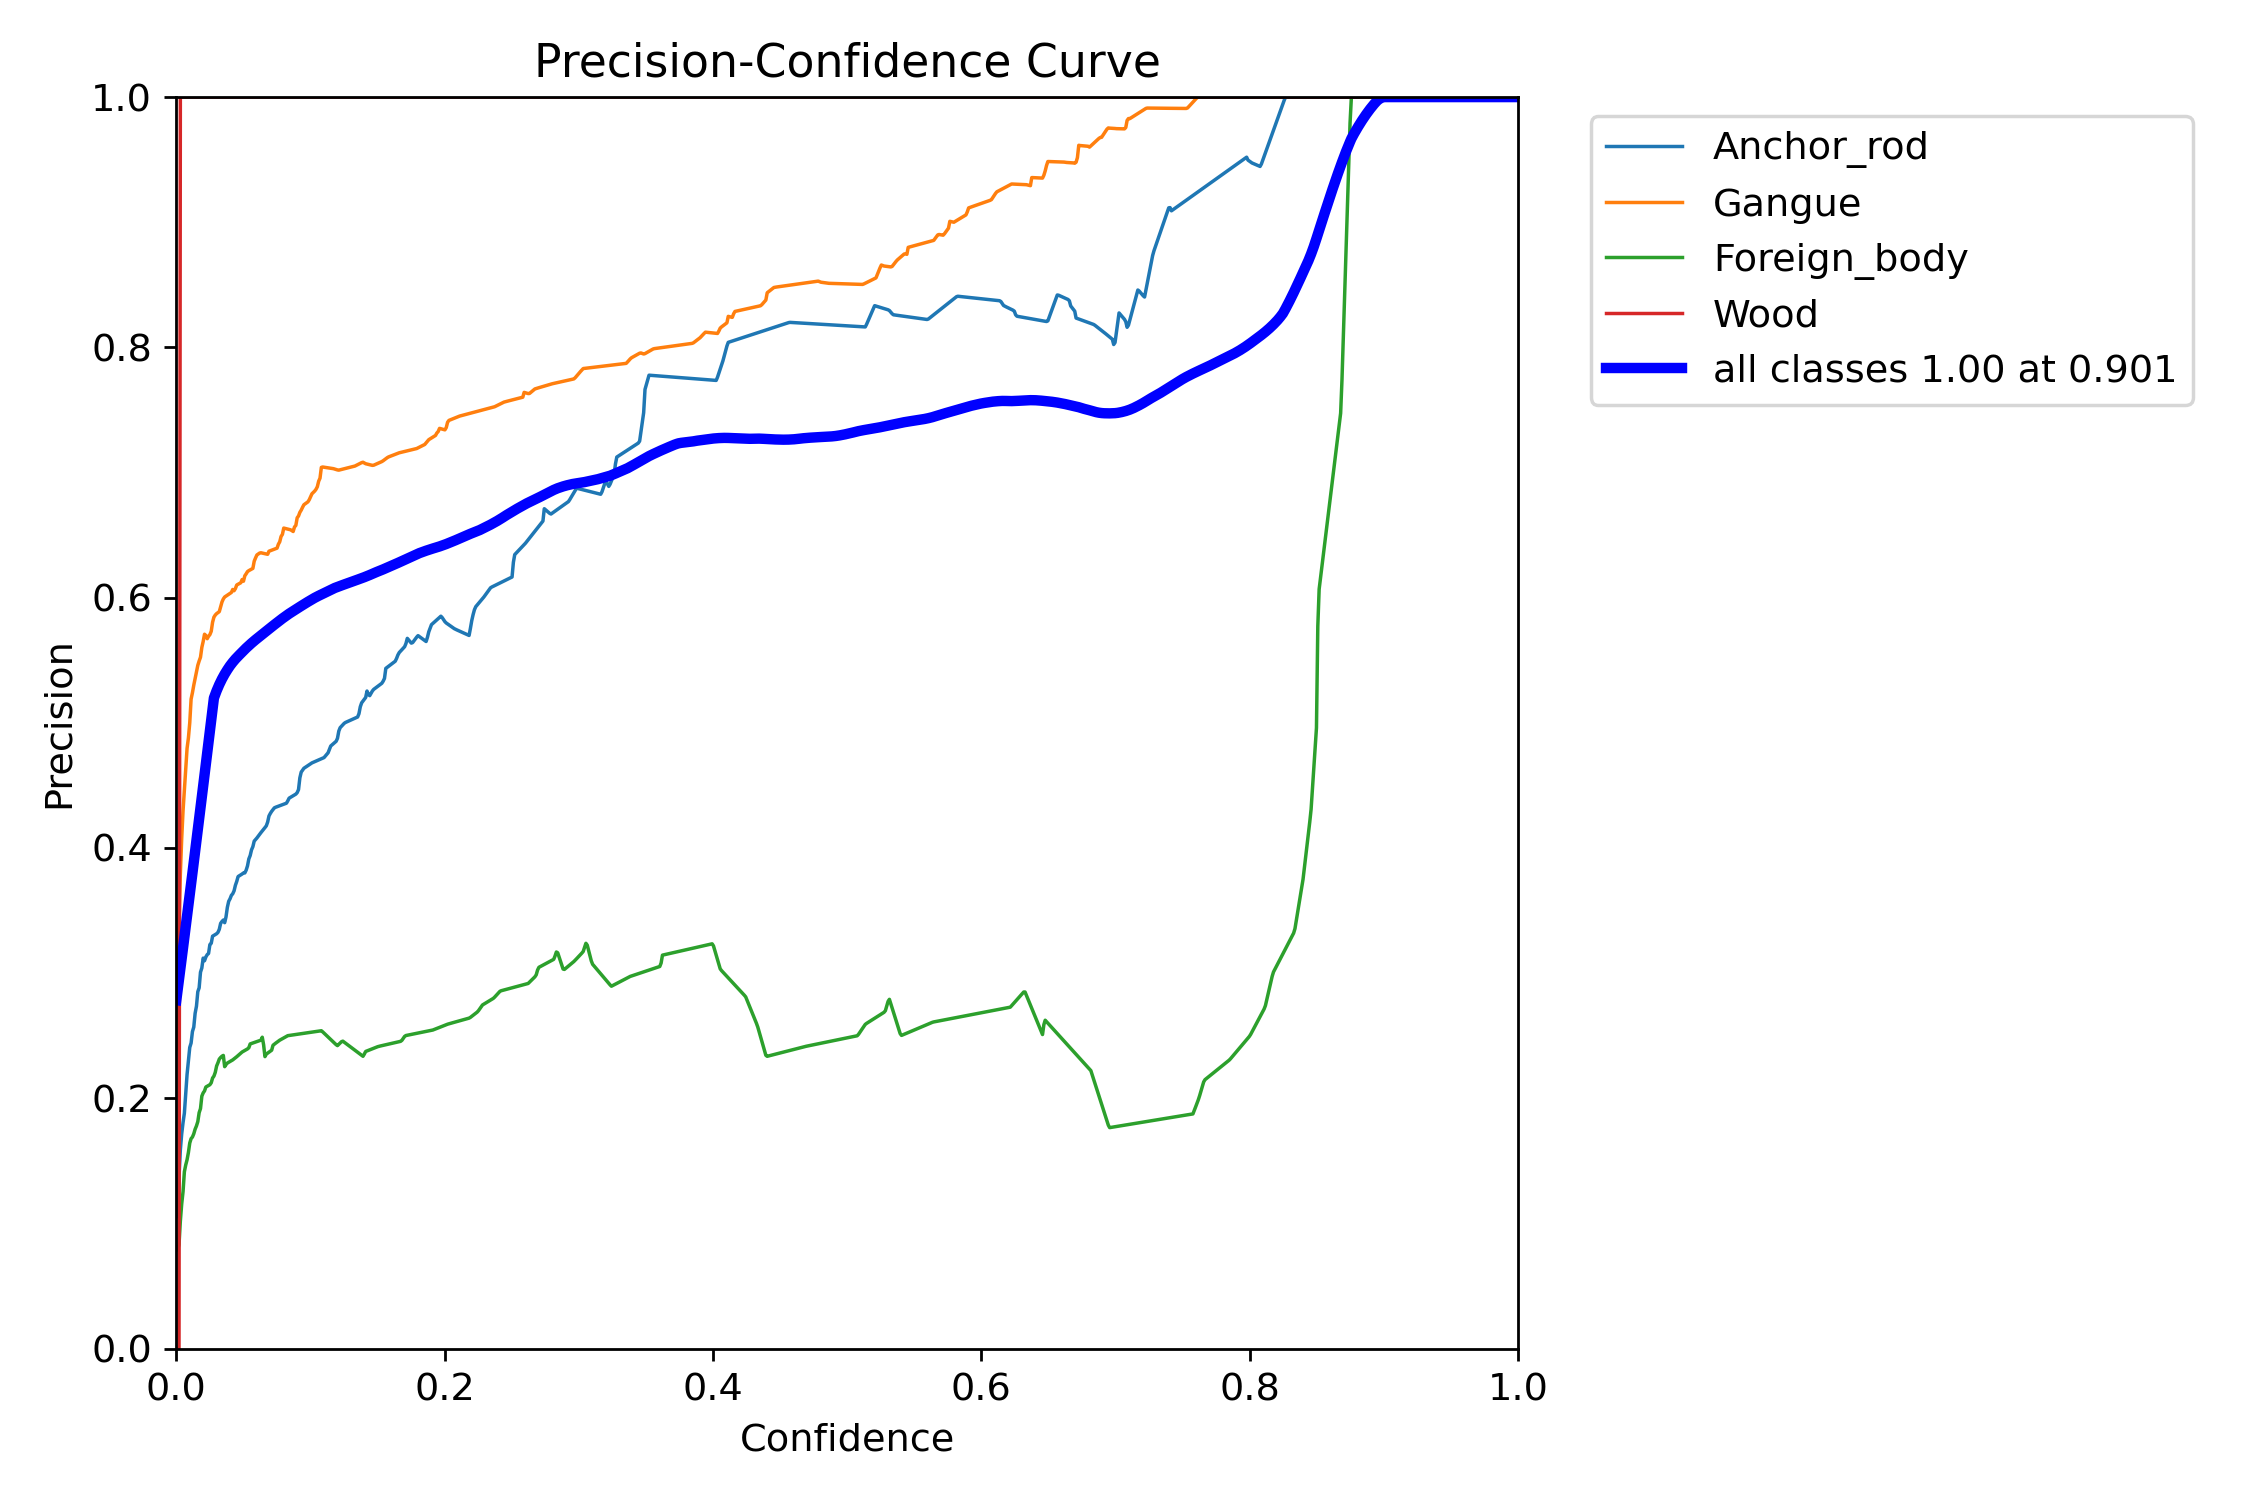 Precision-Confidence Curve
1.0
0.8
0.6
0.4
0.2
0.0
Precision
0.0 0.2 0.4 0.6 0.8 1.0
Confidence
Anchor_rod
Gangue
Foreign_body
Wood
all classes 1.00 at 0.901